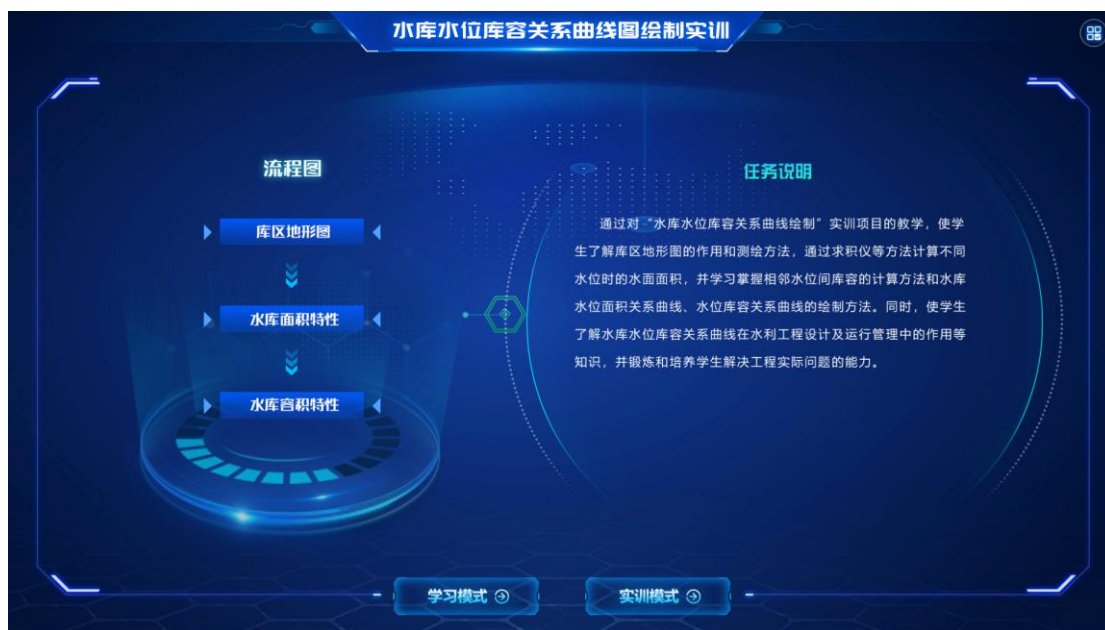 水库水位库容关系曲线图绘制实训
流程图
库区地形图
水库面积特性
水库容积特性
任务说明
通过对“水库水位库容关系曲线绘制”实训项目的教学，使学
生了解库区地形图的作用和测绘方法，通过求积仪等方法计算不同
水位时的水面面积，并学习掌握相邻水位间库容的计算方法和水库
水位面积关系曲线、水位库容关系曲线的绘制方法。同时，使学生
了解水库水位库容关系曲线在水利工程设计及运行管理中的作用等
知识，并锻炼和培养学生解决工程实际问题的能力。
学习模式
实训模式